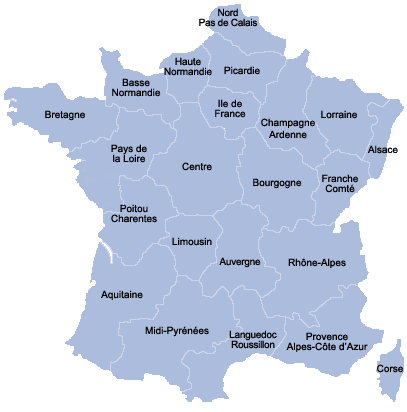 Nord
Pas de Calais
Haute
Normandie
Picardie
Basse
Normandie
Ile de
France
Champagne
Ardenne
Lorraine
Alsace
Bretagne
Pays de
la Loire
Centre
Bourgogne
Franche
Comté
Poitou
Charentes
Limousin
Auvergne
Rhône-Alpes
Aquitaine
Midi-Pyrénées
Languedoc
Roussillon
Provence
Alpes-Côte d'Azur
Corse